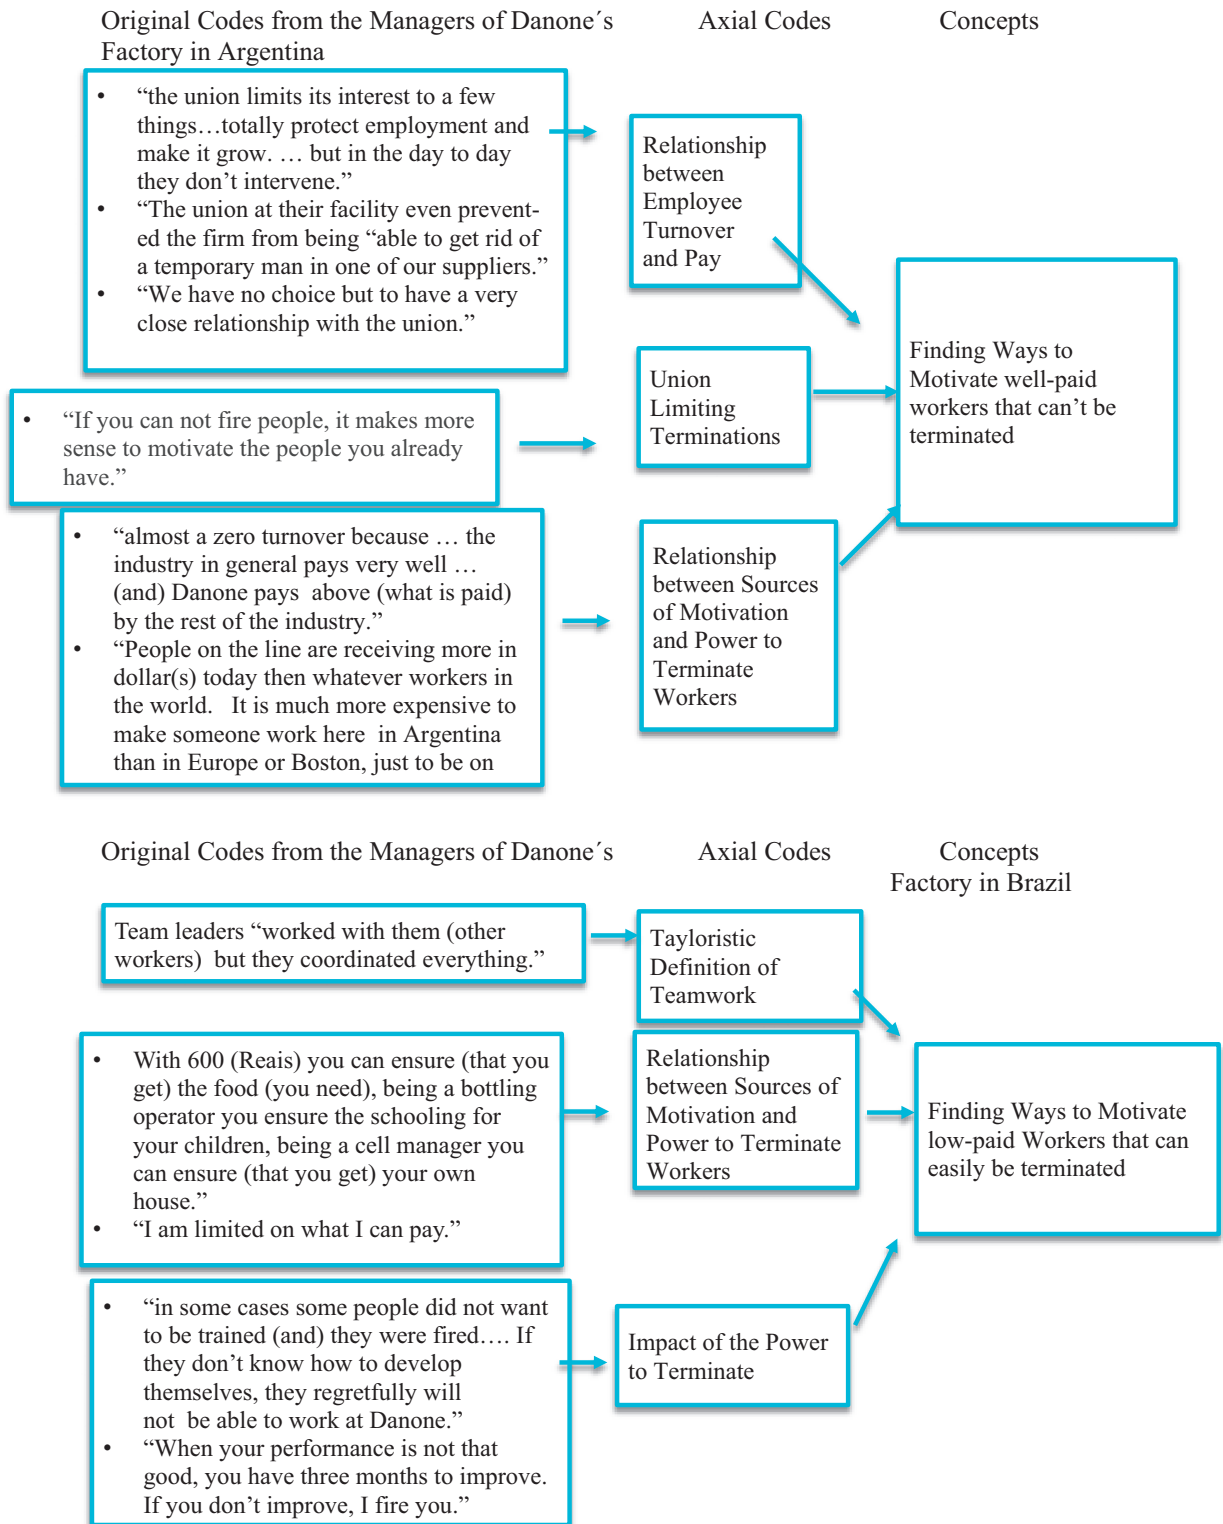 Original Codes from the Managers of Danone´s
Factory in Argentina
Axial Codes
Concepts
• “the union limits its interest to a few
things…totally protect employment and
make it grow. … but in the day to day
they don’t intervene.”
• “The union at their facility even prevent-
ed the firm from being “able to get rid of
a temporary man in one of our suppliers.”
• “We have no choice but to have a very
close relationship with the union.”
Relationship
between
Employee
Turnover
and Pay
• “If you can not fire people, it makes more
sense to motivate the people you already
have.”
Union
Limiting
Terminations
Finding Ways to
Motivate well-paid
workers that can’t be
terminated
• “almost a zero turnover because … the
industry in general pays very well …
(and) Danone pays above (what is paid)
by the rest of the industry.”
• “People on the line are receiving more in
dollar(s) today then whatever workers in
the world. It is much more expensive to
make someone work here in Argentina
than in Europe or Boston, just to be on
Relationship
between Sources
of Motivation
and Power to
Terminate
Workers
Original Codes from the Managers of Danone´s
Axial Codes
Concepts
Factory in Brazil
Team leaders “worked with them (other
workers) but they coordinated everything.”
Tayloristic
Definition of
Teamwork
• With 600 (Reais) you can ensure (that you
get) the food (you need), being a bottling
operator you ensure the schooling for
your children, being a cell manager you
can ensure (that you get) your own
house.”
• “I am limited on what I can pay.”
Relationship
between Sources of
Motivation and
Power to Terminate
Workers
Finding Ways to Motivate
low-paid Workers that can
easily be terminated
• “in some cases some people did not want
to be trained (and) they were fired…. If
they don’t know how to develop
themselves, they regretfully will
not be able to work at Danone.”
• “When your performance is not that
good, you have three months to improve.
If you don’t improve, I fire you.”
Impact of the Power
to Terminate